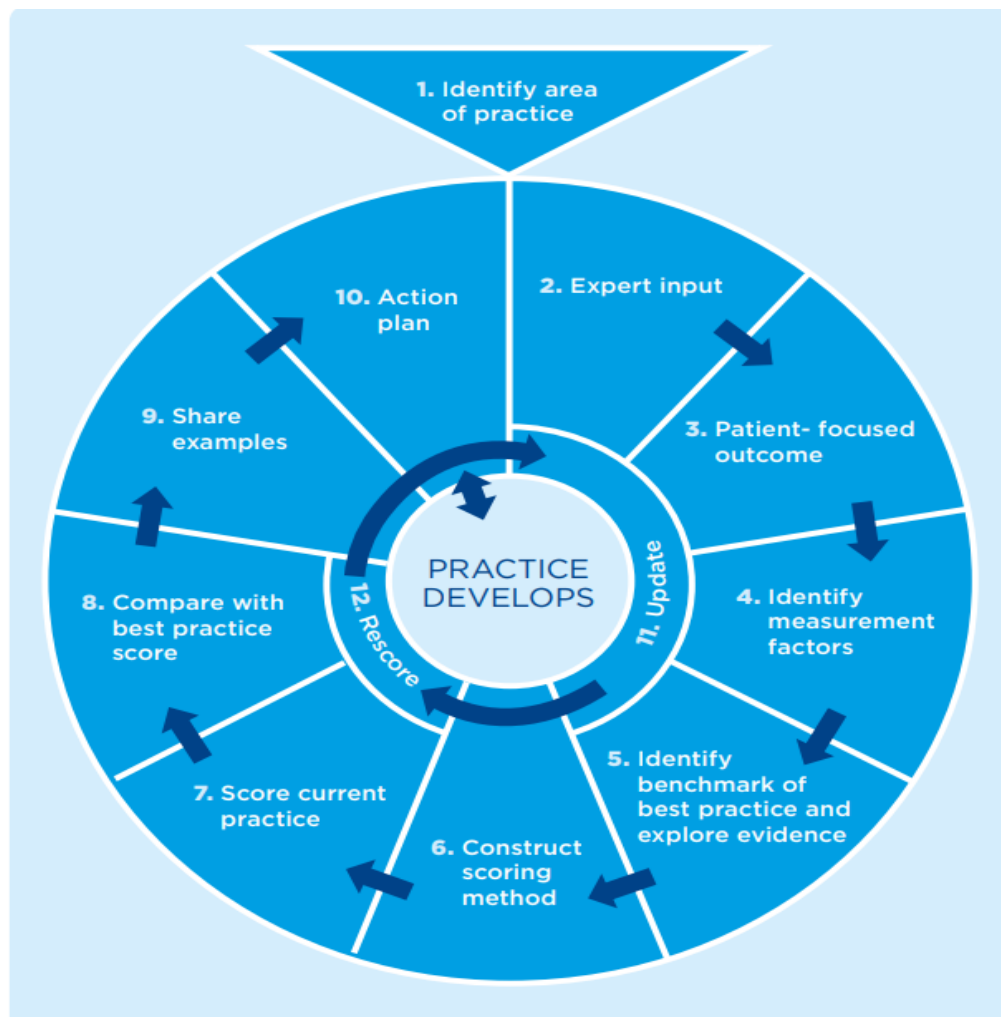 1. Identify area
of practice
2. Expert input
3. Patient- focused
outcome
4. Identify
measurement
factors
5. Identify
benchmark of
best practice and
explore evidence
6. Construct
scoring
method
7. Score current
practice
8. Compare with
best practice
score
9. Share
examples
10. Action
plan
11. Update
12. Rescore
PRACTICE
DEVELOPS